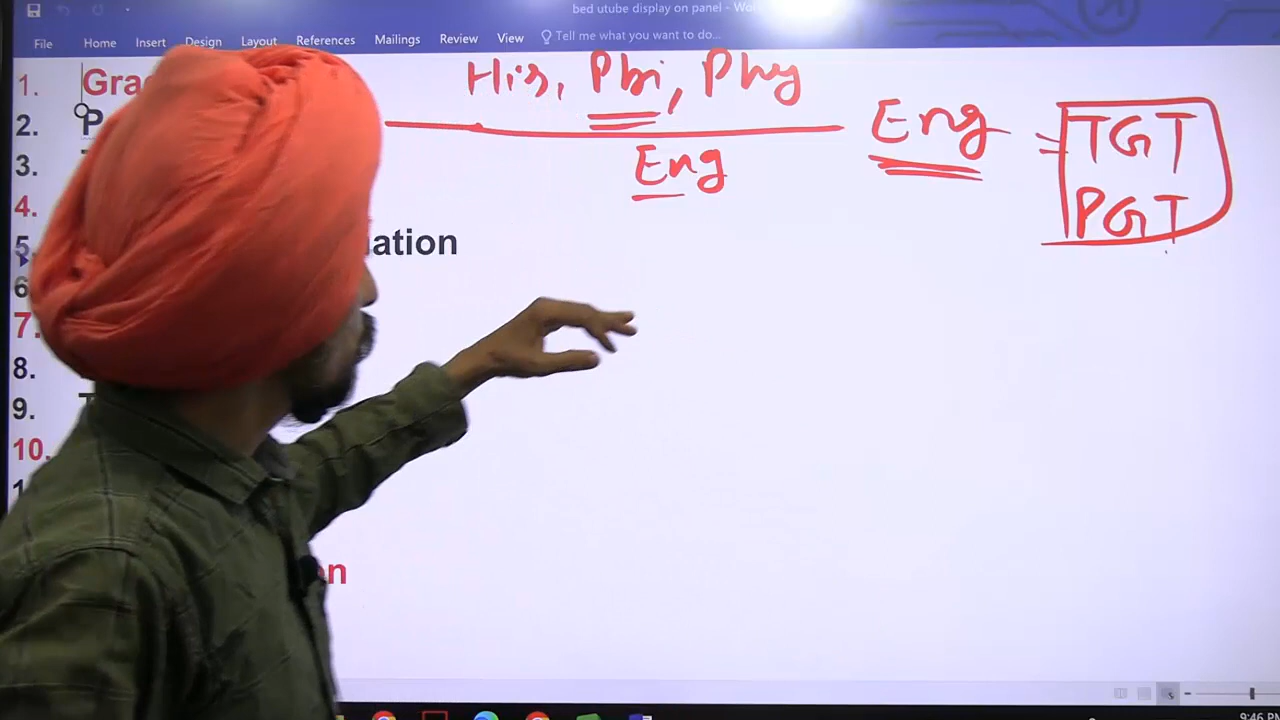 bed utube display on panel - Wo
File Home Insert Design Layout References Mailings Review View Tell me what you want to do...
1. Gra
2. P
3.
4.
5. ation
6
7.
8.
9. T
10.
n
His, Pbi, Phy
Eng
Eng
TGT
PGT
9:46 P